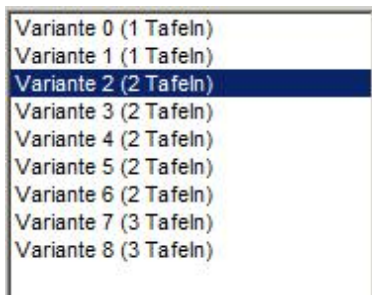 Variante 0 (1 Tafeln)
Variante 1 (1 Tafeln)
Variante 2 (2 Tafeln)
Variante 3 (2 Tafeln)
Variante 4 (2 Tafeln)
Variante 5 (2 Tafeln)
Variante 6 (2 Tafeln)
Variante 7 (3 Tafeln)
Variante 8 (3 Tafeln)